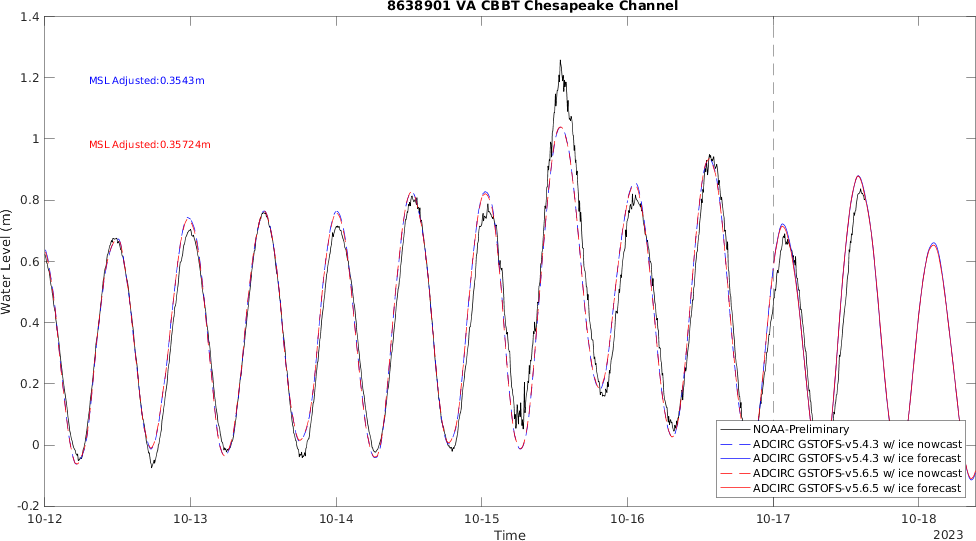 8638901 VA CBBT Chesapeake Channel
1.4
1.2
1
0.8
0.6
0.4
0.2
0
-0.2
Water Level (m)
MSL Adjusted:0.3543m
MSL Adjusted:0.35724m
NOAA-Preliminary
ADCIRC GSTOFS-v5.4.3 w/ ice nowcast
ADCIRC GSTOFS-v5.4.3 w/ ice forecast
ADCIRC GSTOFS-v5.6.5 w/ ice nowcast
ADCIRC GSTOFS-v5.6.5 w/ ice forecast
10-12 10-13 10-14 10-15 10-16 10-17 10-18
Time
2023